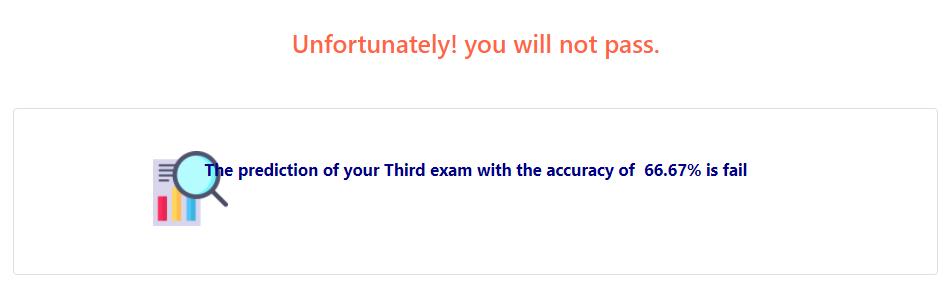 Unfortunately! you will not pass.
The prediction of your Third exam with the accuracy of 66.67% is fail